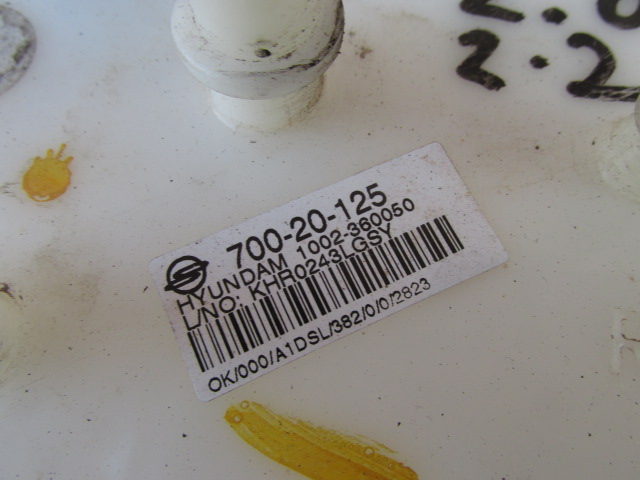 2.2
700-20-125
HYUNDAM 1002-360050
L/NO: KHR0243LGSY
OK/000/A1DSL/382/0/0/2823